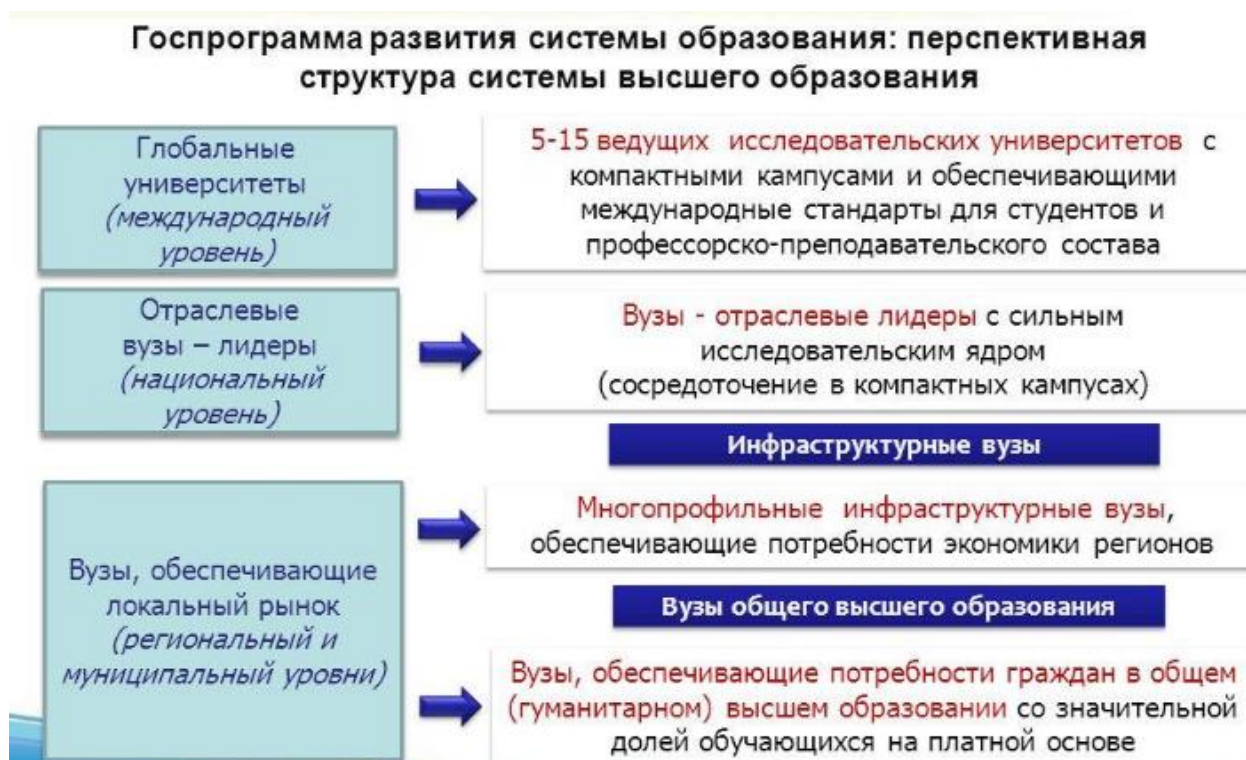 Госпрограмма развития системы образования: перспективная
структура системы высшего образования
Глобальные
университеты
(международный
уровень)
5-15 ведущих исследовательских университетов с
компактными кампусами и обеспечивающими
международные стандарты для студентов и
профессорско-преподавательского состава
Отраслевые
вузы – лидеры
(национальный
уровень)
Вузы - отраслевые лидеры с сильным
исследовательским ядром
(сосредоточение в компактных кампусах)
Инфраструктурные вузы
Вузы, обеспечивающие
локальный рынок
(региональный и
муниципальный уровни)
Многопрофильные инфраструктурные вузы,
обеспечивающие потребности экономики регионов
Вузы общего высшего образования
Вузы, обеспечивающие потребности граждан в общем
(гуманитарном) высшем образовании со значительной
долей обучающихся на платной основе